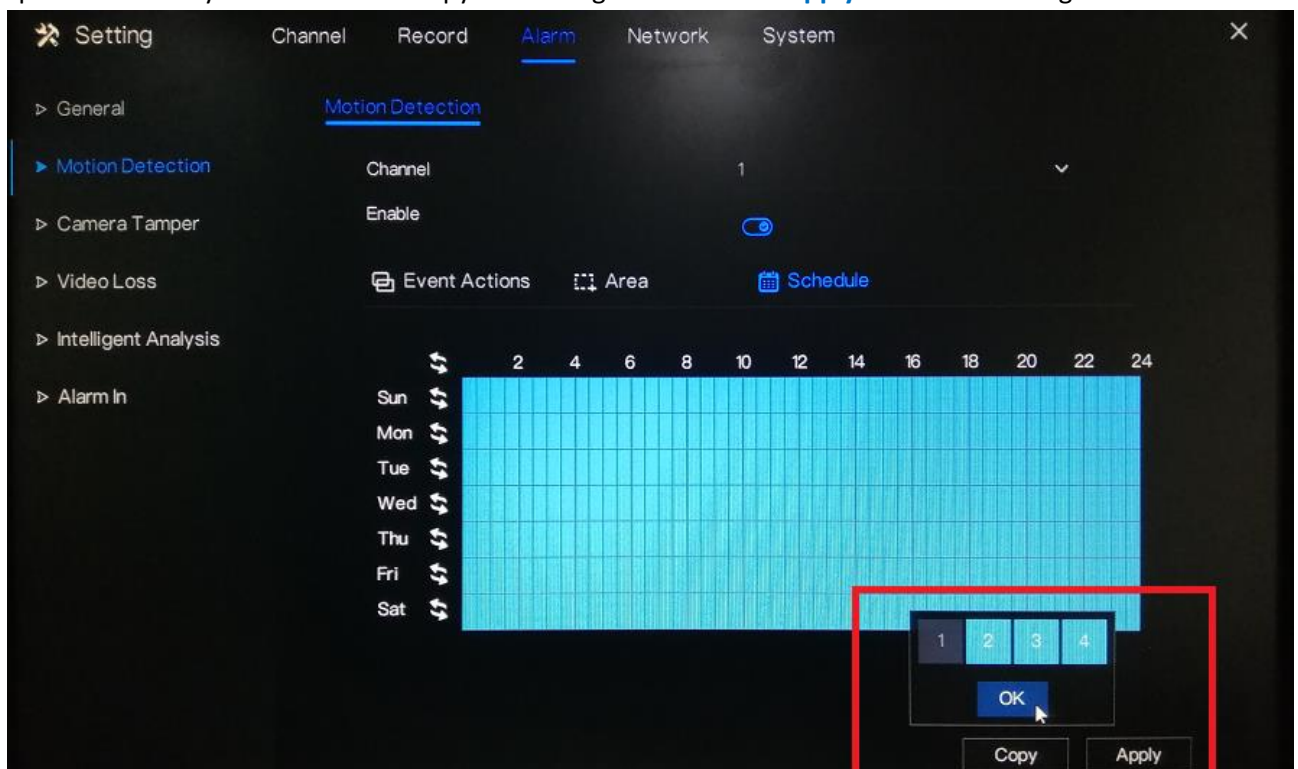 Apply
Setting Channel Record Alarm Network System
General Motion Detection
Motion Detection Channel 1
Camera Tamper Enable
Video Loss Event Actions Area Schedule
Intelligent Analysis
2 4 6 8 10 12 14 16 18 20 22 24
Alarm In Sun
Mon
Tue
Wed
Thu
Fri
Sat
1 2 3 4
OK
Copy Apply